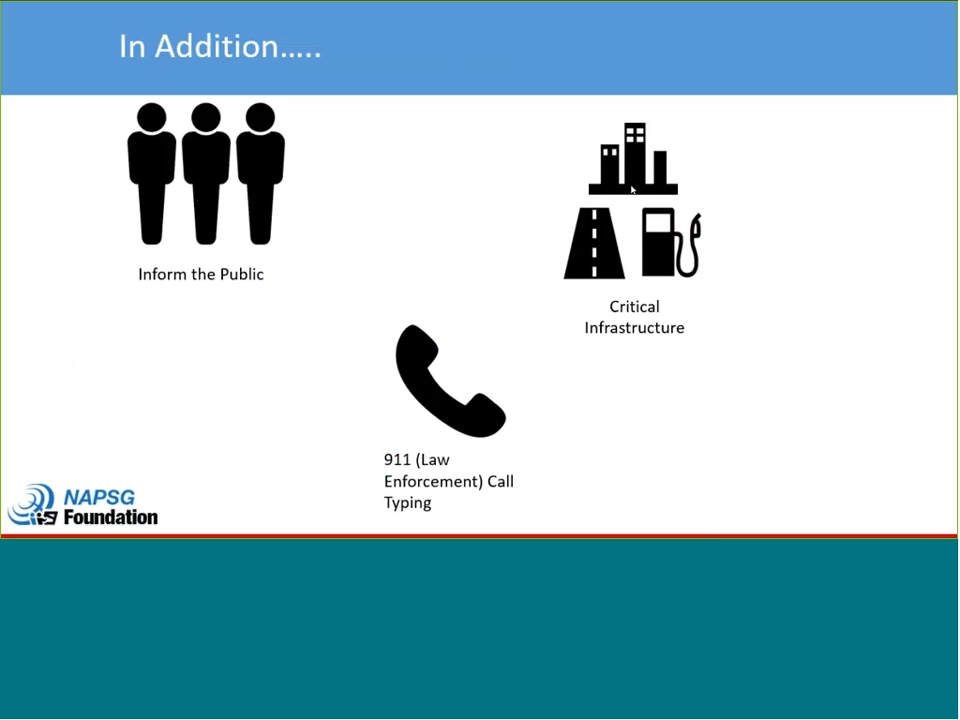 In Addition.....
Inform the Public
Critical
Infrastructure
911 (Law
Enforcement) Call
Typing
NAPSG
Foundation